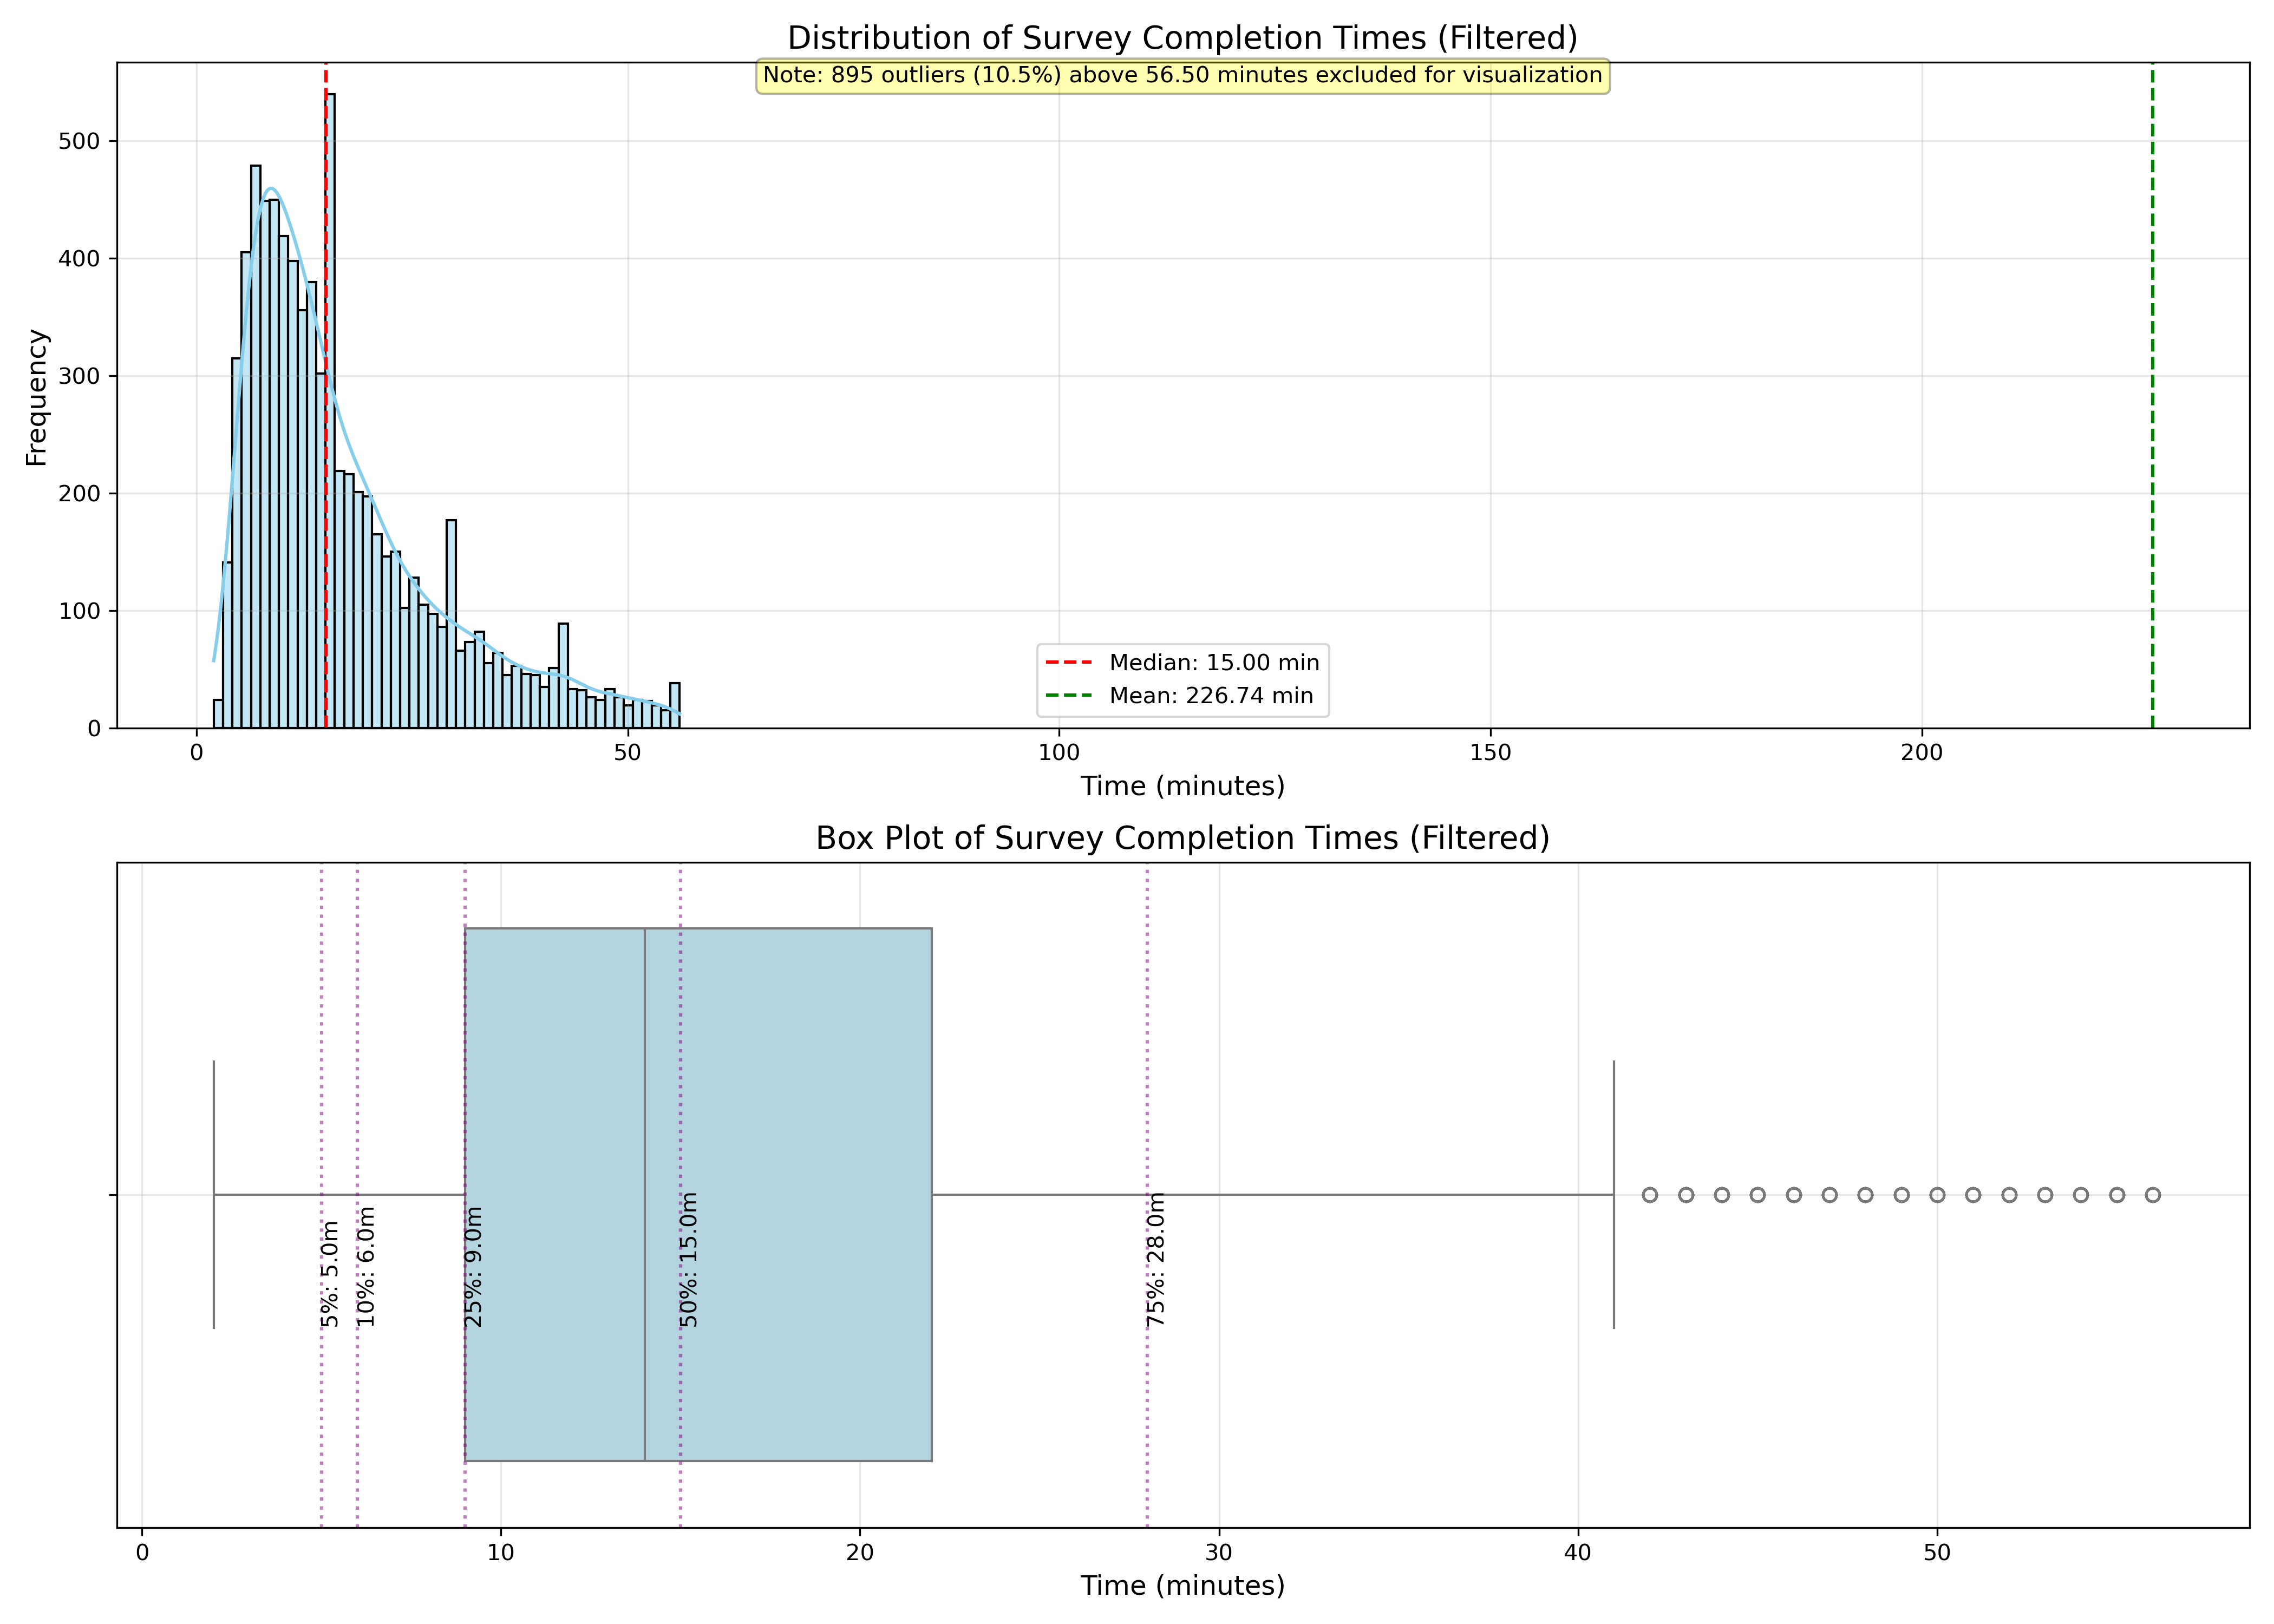 Distribution of Survey Completion Times (Filtered)
Note: 895 outliers (10.5%) above 56.50 minutes excluded for visualization
Frequency
500
400
300
200
100
0
Median: 15.00 min
Mean: 226.74 min
0
50
100
150
200
Time (minutes)
Box Plot of Survey Completion Times (Filtered)
5%: 5.0m
10%: 6.0m
25%: 9.0m
50%: 15.0m
75%: 28.0m
0
10
20
30
40
50
Time (minutes)